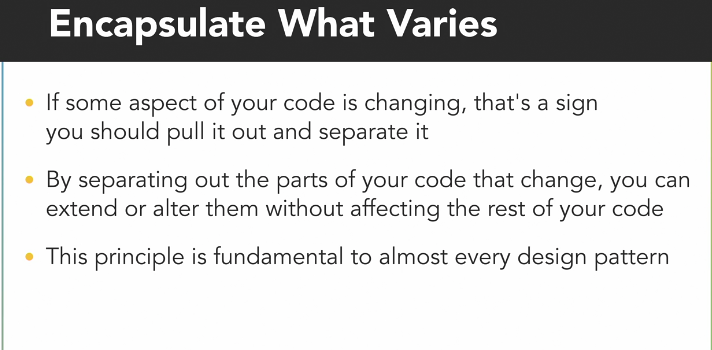 Encapsulate What Varies
• If some aspect of your code is changing, that's a sign
you should pull it out and separate it
• By separating out the parts of your code that change, you can
extend or alter them without affecting the rest of your code
• This principle is fundamental to almost every design pattern